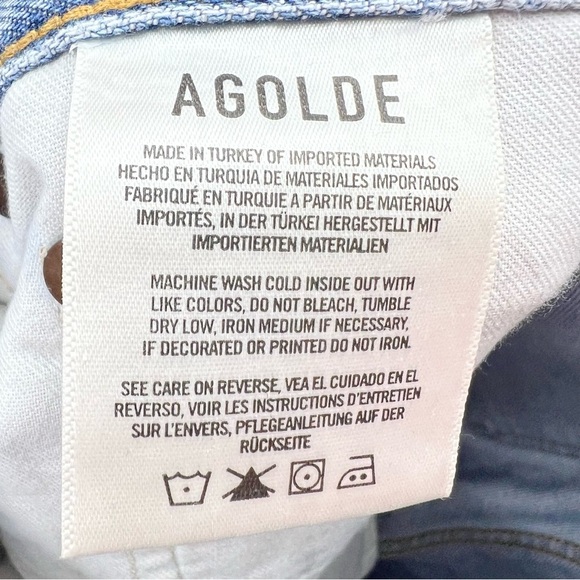 AGOLDE
MADE IN TURKEY OF IMPORTED MATERIALS
HECHO EN TURQUIA DE MATERIALES IMPORTADOS
FABRIQUÉ EN TURQUIE A PARTIR DE MATÉRIAUX
IMPORTÉS, IN DER TÜRKEI HERGESTELLT MIT
IMPORTIERTEN MATERIALIEN
MACHINE WASH COLD INSIDE OUT WITH
LIKE COLORS, DO NOT BLEACH, TUMBLE
DRY LOW, IRON MEDIUM IF NECESSARY,
IF DECORATED OR PRINTED DO NOT IRON.
SEE CARE ON REVERSE, VEA EL CUIDADO EN EL
REVERSO, VOIR LES INSTRUCTIONS D'ENTRETIEN
SUR L'ENVERS, PFLEGEANLEITUNG AUF DER
RÜCKSEITE